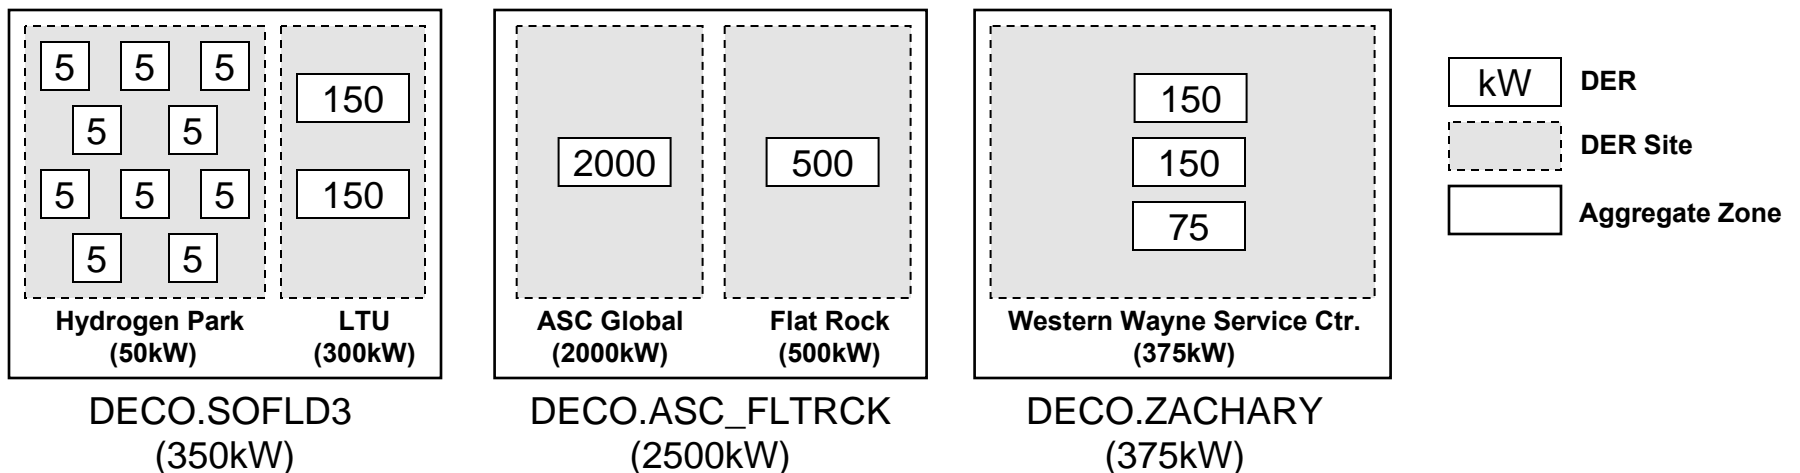 5 5 5
5 5
5 5 5
5 5
150
150
Hydrogen Park
(50kW)
LTU
(300kW)
DECO.SOFLD3
(350kW)
2000
500
ASC Global
(2000kW)
Flat Rock
(500kW)
DECO.ASC_FLTRCK
(2500kW)
150
150
75
Western Wayne Service Ctr.
(375kW)
DECO.ZACHARY
(375kW)
kW DER
DER Site
Aggregate Zone